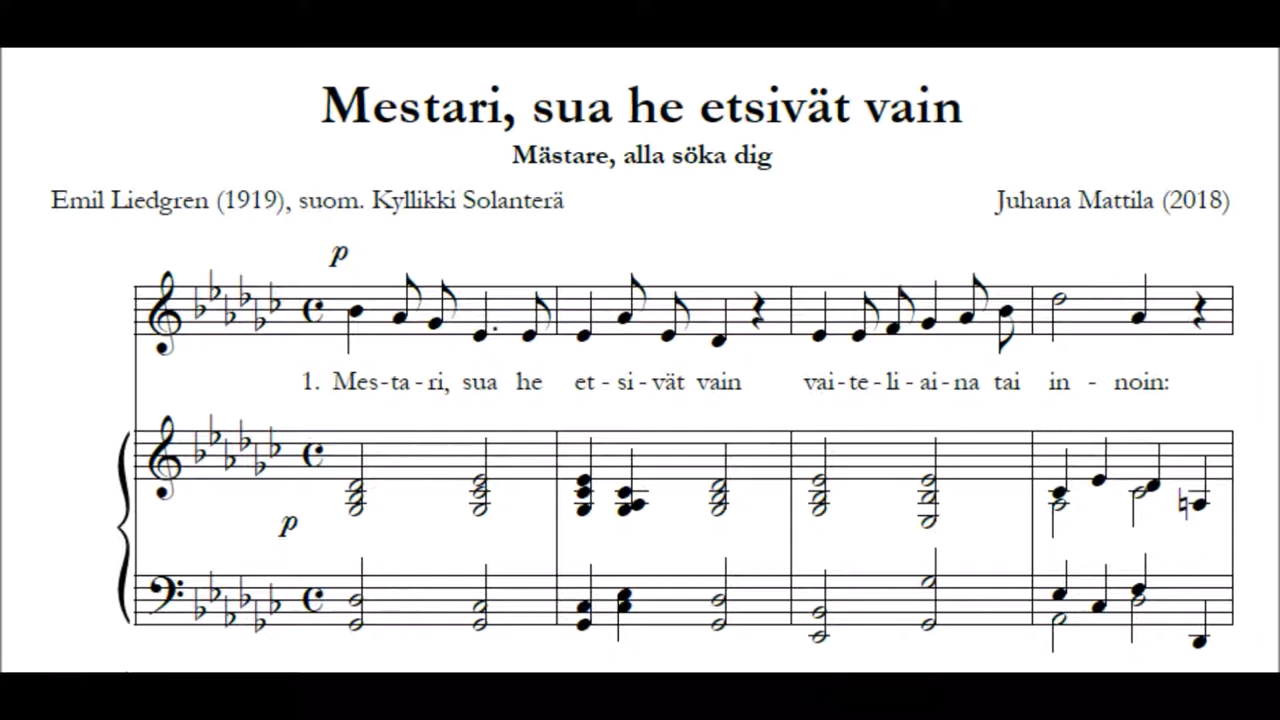 Mestari, sua he etsivät vain
Mästare, alla söka dig
Emil Liedgren (1919), suom. Kyllikki Solanterä
Juhana Mattila (2018)
p
1. Mes-ta-ri, sua he et-si-vät vain vai-te-li-ai-na tai in-noin:
p